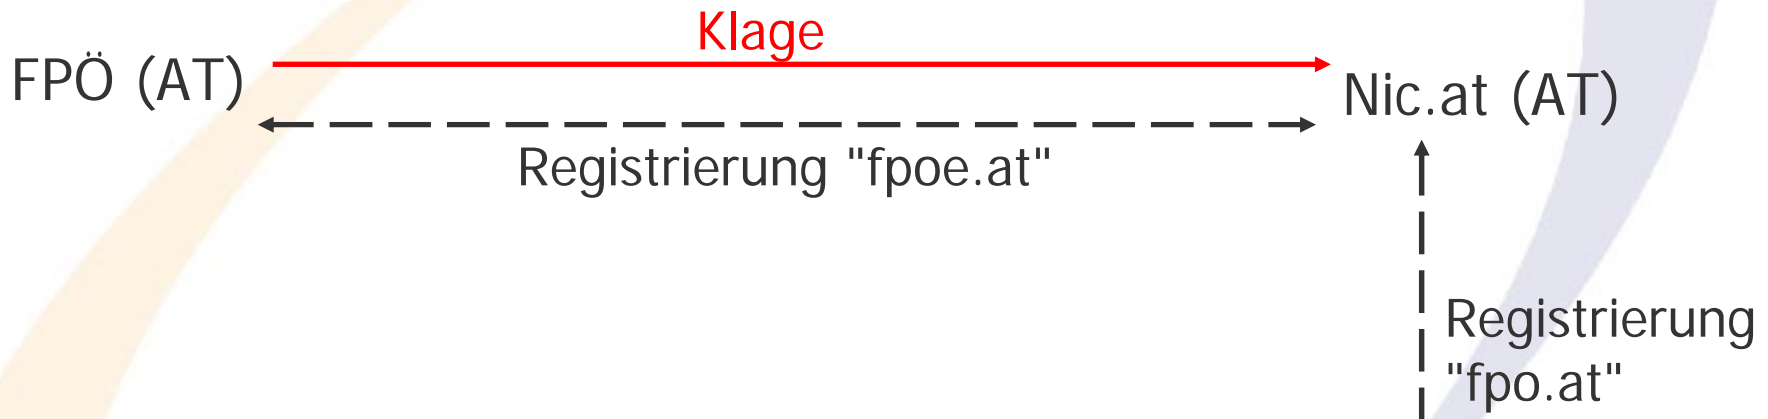 Klage
FPÖ (AT)
Nic.at (AT)
Registrierung "fpoe.at"
Registrierung
"fpo.at"